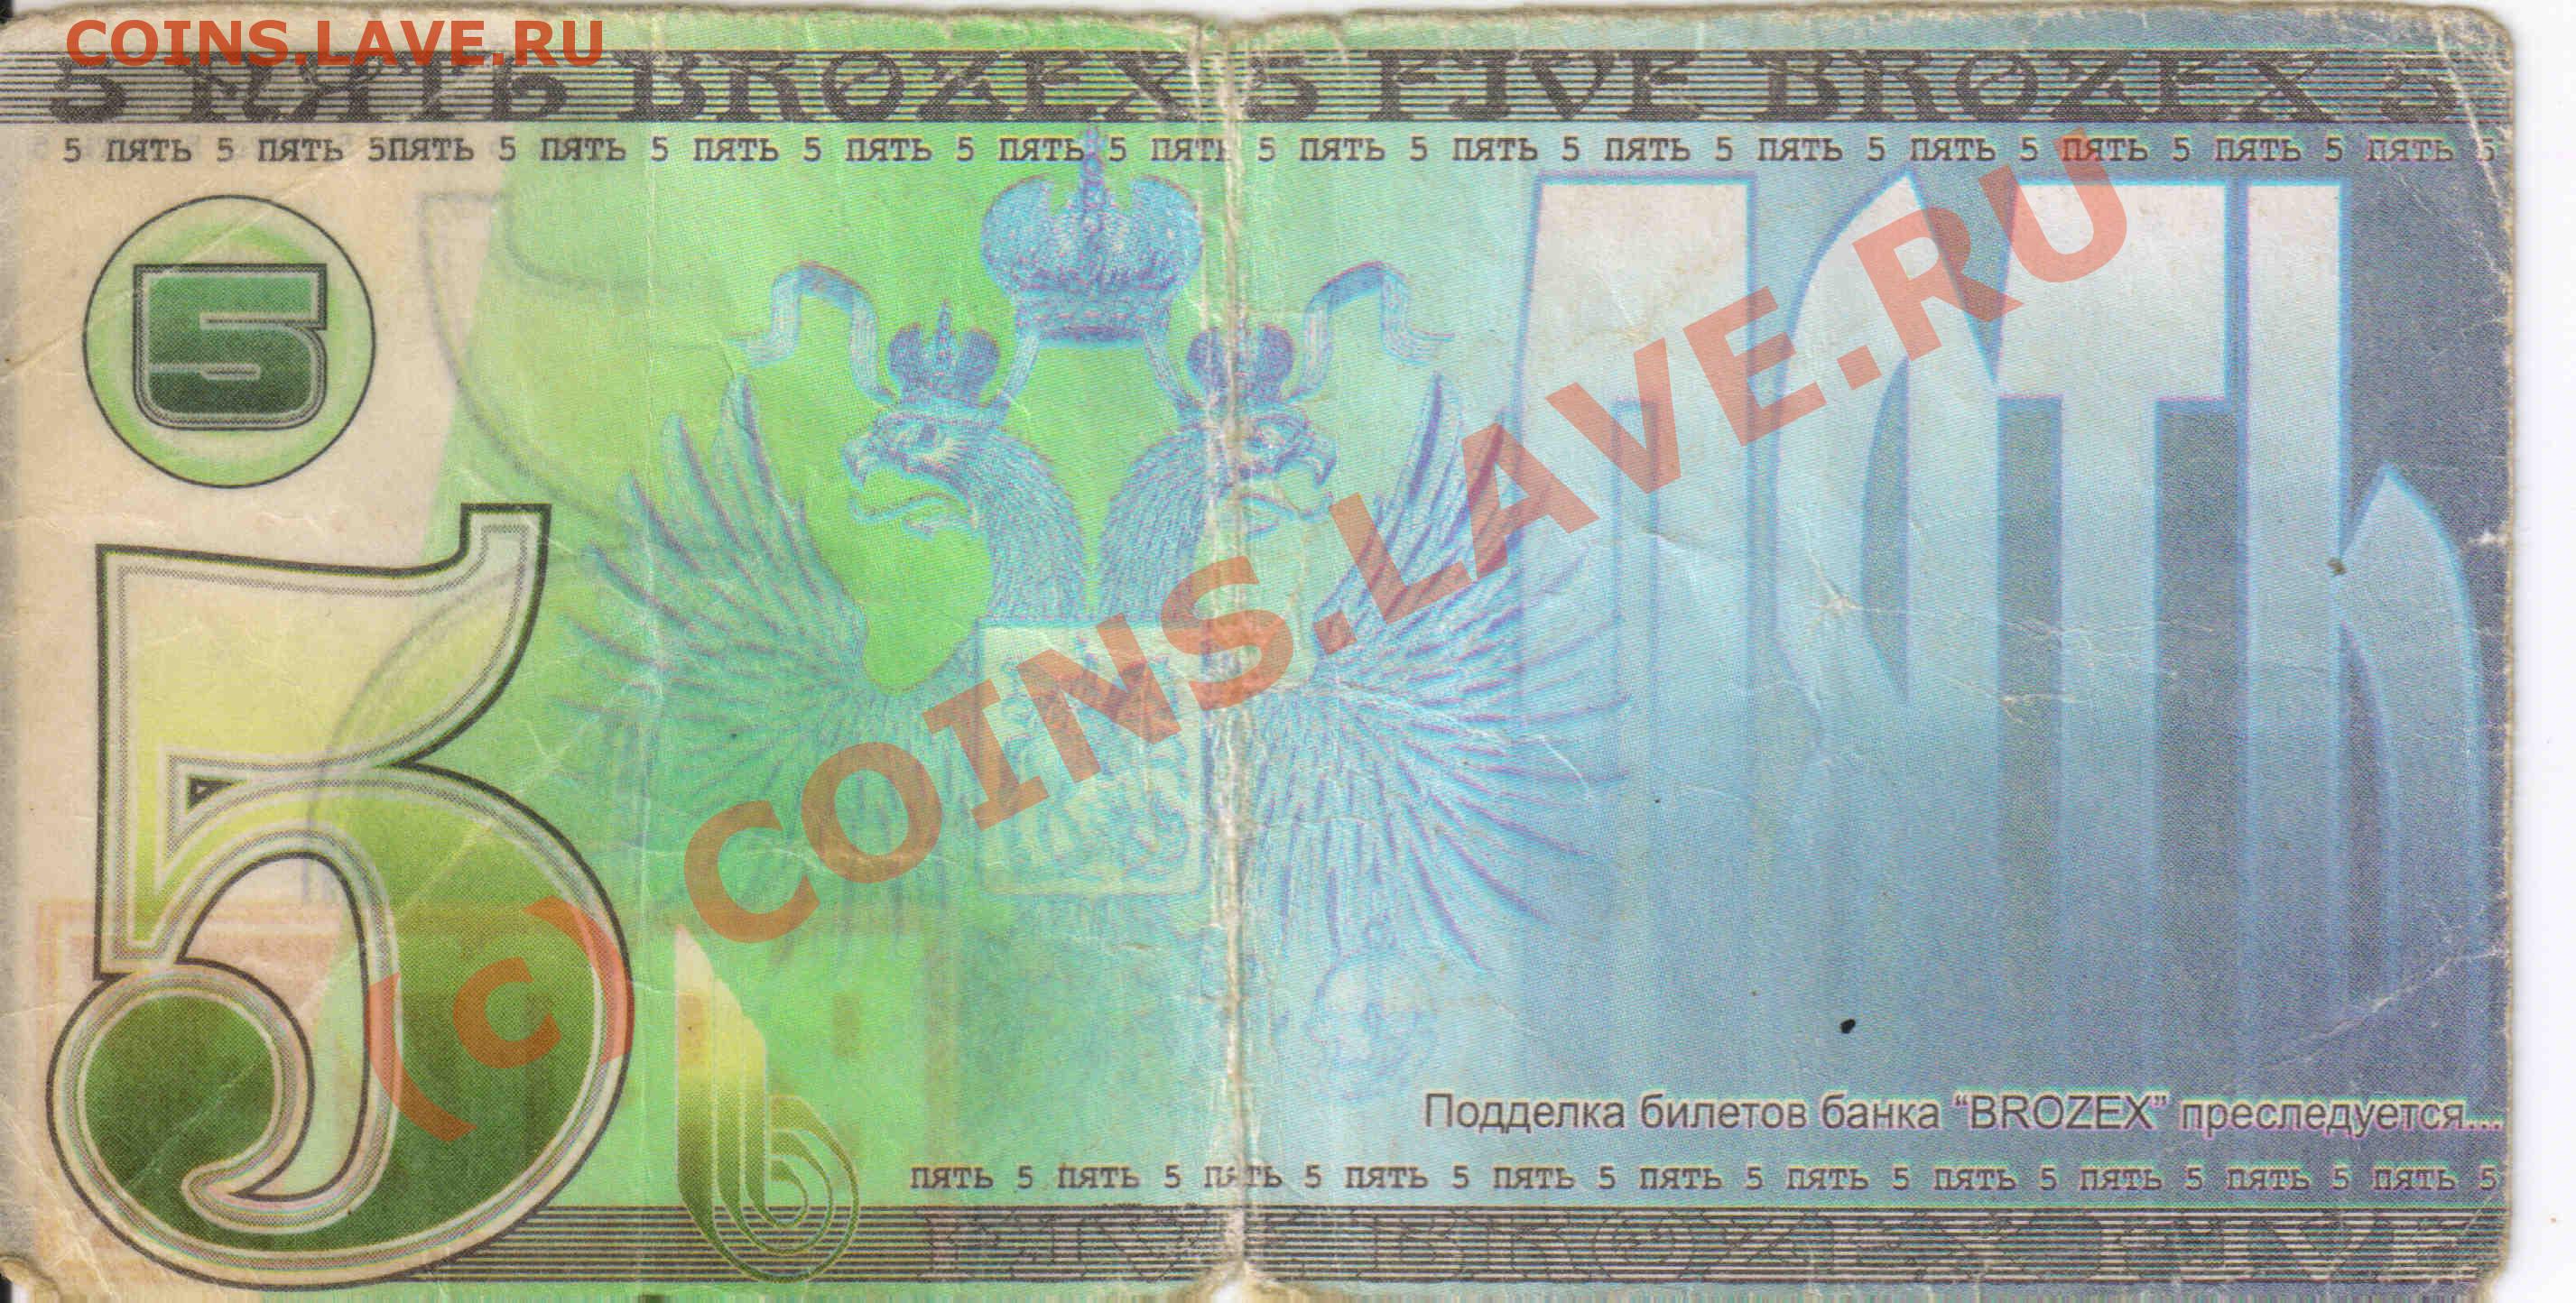 COINS.LAVE.RU
5 ПЯТЬ BROZEX 5 FIVE BROZEX 5
5 ПЯТЬ 5 ПЯТЬ 5ПЯТЬ 5 ПЯТЬ 5 ПЯТЬ 5 ПЯТЬ 5 ПЯТЬ 5 ПЯТЬ 5 ПЯТЬ 5 ПЯТЬ 5 ПЯТЬ 5 ПЯТЬ 5 ПЯТЬ 5 ПЯТЬ 5 ПЯТЬ 5 ПЯТЬ 5
5
ПЯТЬ
5
(c) COINS.LAVE.RU
Подделка билетов банка “BROZEX” преследуется...
ПЯТЬ 5 ПЯТЬ 5 ПЯТЬ 5 ПЯТЬ 5 ПЯТЬ 5 ПЯТЬ 5 ПЯТЬ 5 ПЯТЬ 5 ПЯТЬ 5 ПЯТЬ 5 ПЯТЬ 5
FIVE BROZEX FIVE